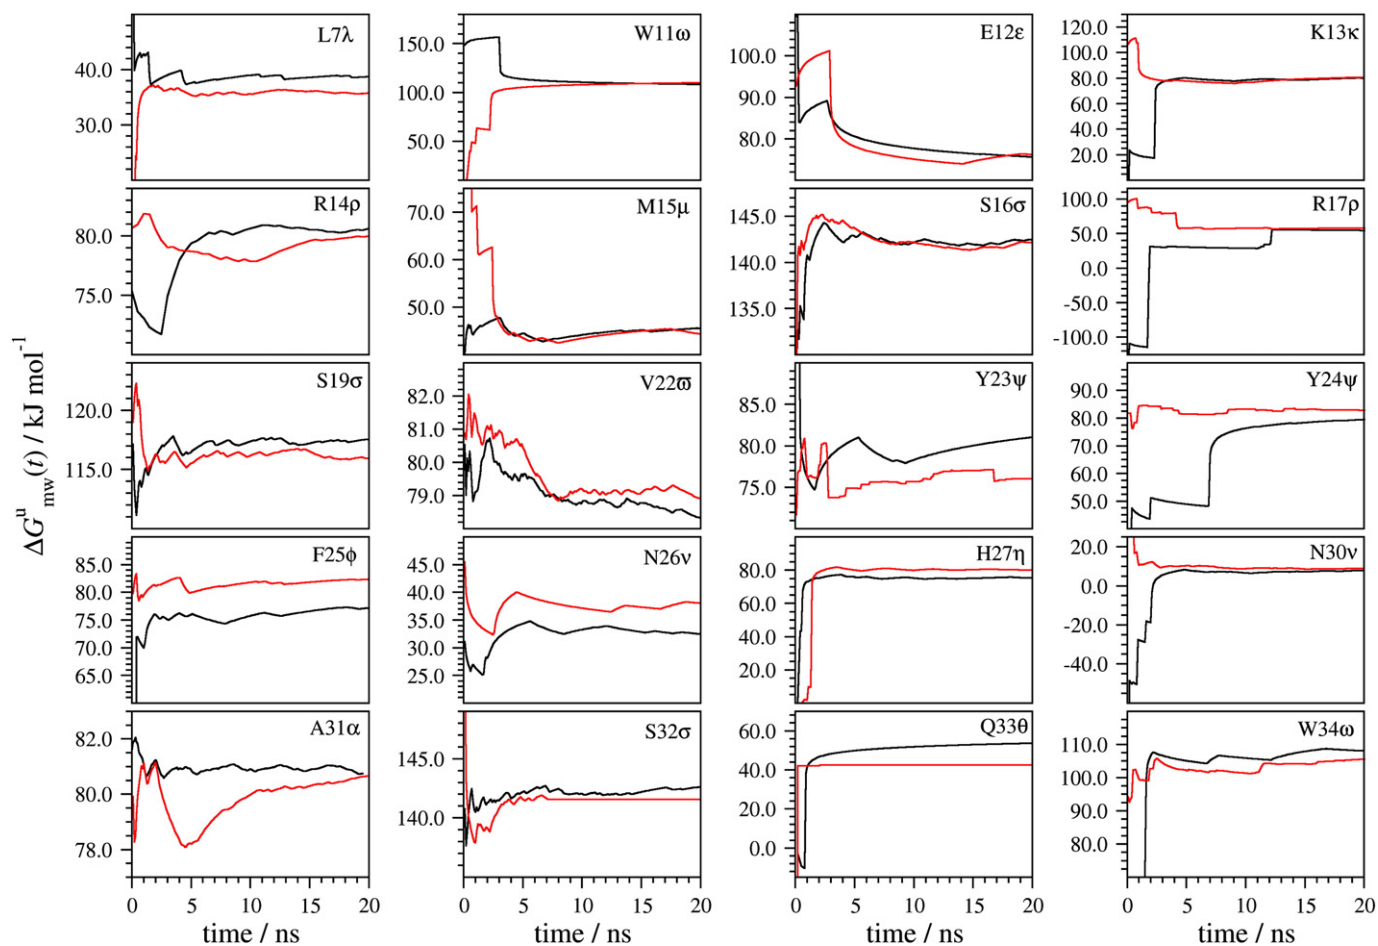 L7λ
40.0
30.0
W11ω
150.0
100.0
50.0
E12ε
100.0
90.0
80.0
K13κ
120.0
100.0
80.0
60.0
40.0
20.0
R14ρ
80.0
75.0
M15μ
70.0
60.0
50.0
S16σ
145.0
142.0
135.0
R17ρ
100.0
50.0
0.0
-50.0
-100.0
S19σ
120.0
115.0
V22ϖ
82.0
81.0
80.0
79.0
Y23ψ
85.0
80.0
75.0
Y24ψ
90.0
80.0
70.0
60.0
50.0
F25ϕ
85.0
80.0
75.0
70.0
65.0
N26ν
45.0
40.0
35.0
30.0
25.0
H27η
80.0
60.0
40.0
20.0
N30ν
20.0
0.0
-20.0
-40.0
A31α
82.0
80.0
78.0
S32σ
145.0
140.0
Q33θ
60.0
40.0
20.0
0.0
W34ω
110.0
100.0
90.0
80.0
0 5 10 15 20
0 5 10 15 20
0 5 10 15 20
0 5 10 15 20
time / ns
time / ns
time / ns
time / ns
ΔG^u_mw(t) / kJ mol⁻¹